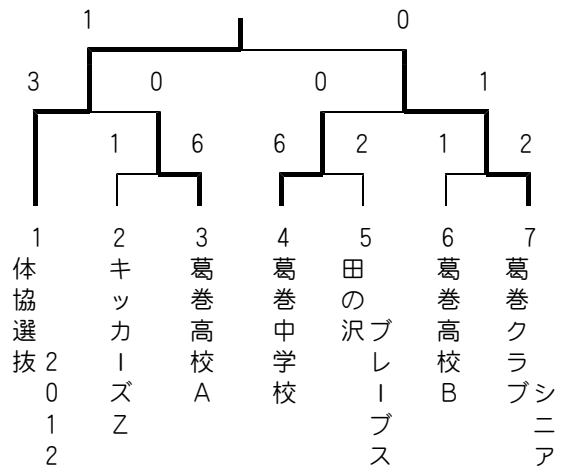 1 0
3 0 0 1
1 6 6 2 1 2
1 2 3 4 5 6 7
体協選抜2012
キッカーズZ
葛巻高校A
葛巻中学校
田の沢ブレーブス
葛巻高校B
葛巻クラブシニア